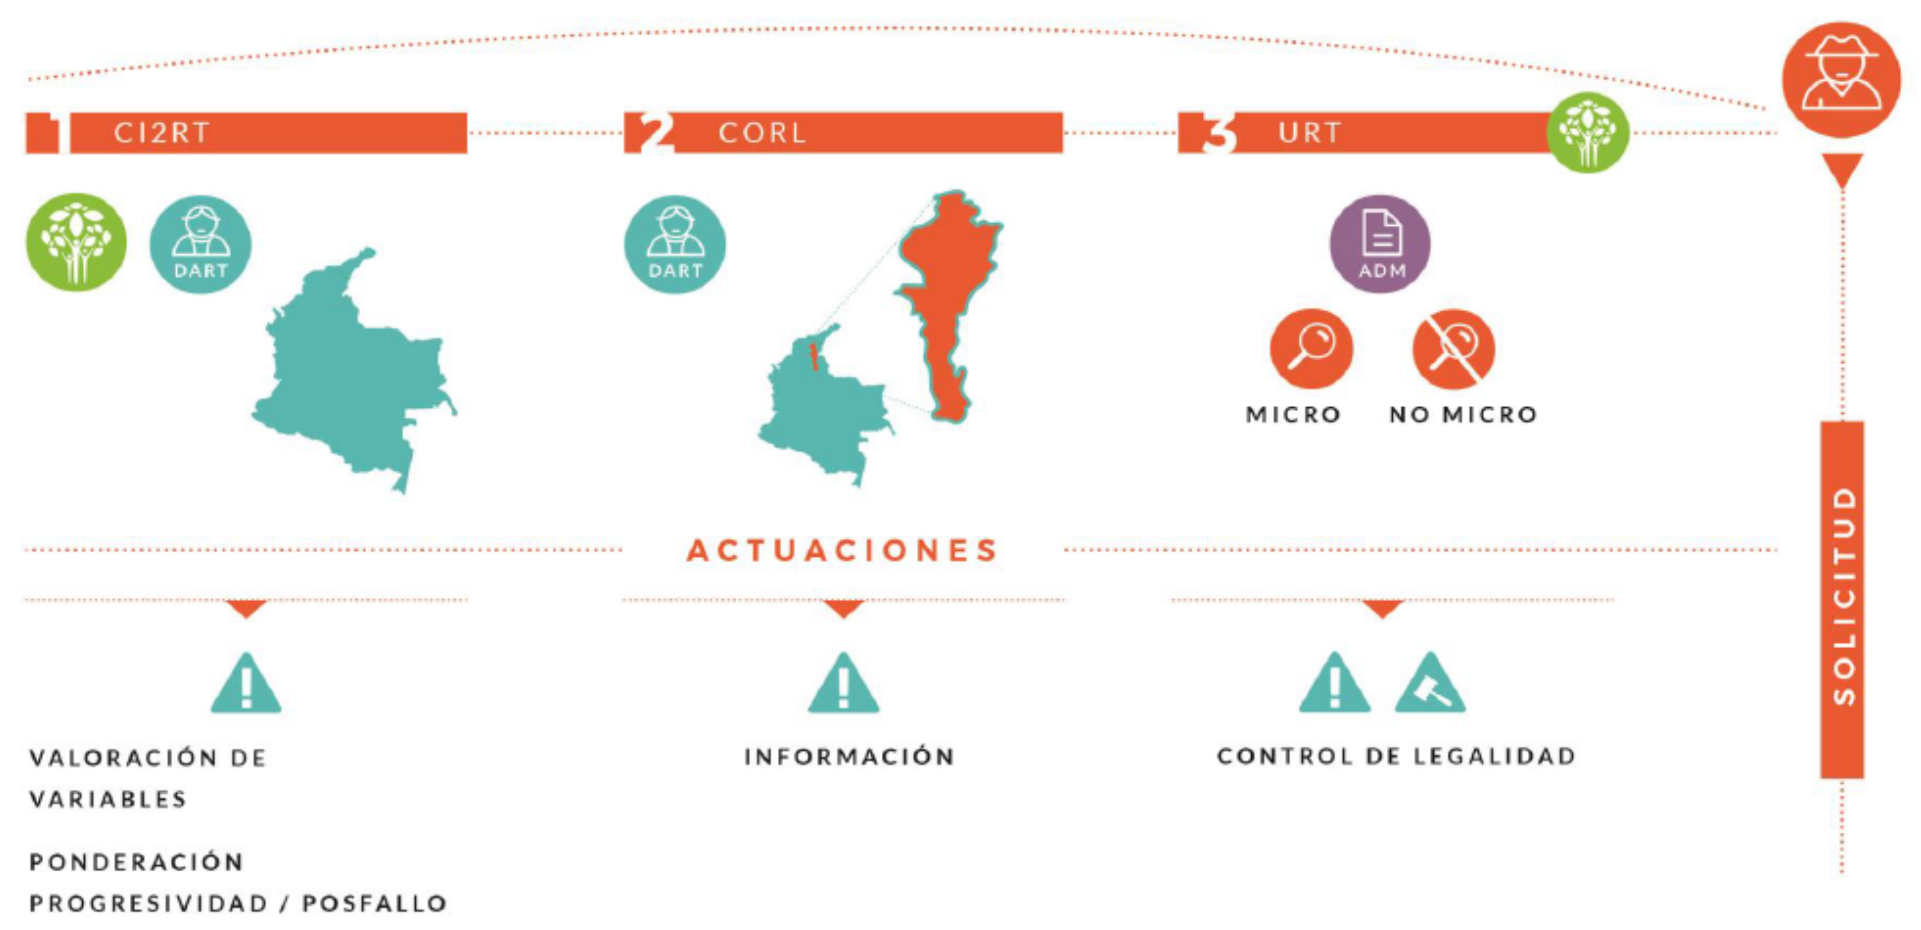 1 CI2RT
2 CORL
3 URT
DART
DART
ADM
MICRO
NO MICRO
ACTUACIONES
VALORACIÓN DE
VARIABLES
PONDERACIÓN
PROGRESIVIDAD / POSFALLO
INFORMACIÓN
CONTROL DE LEGALIDAD
SOLICITUD